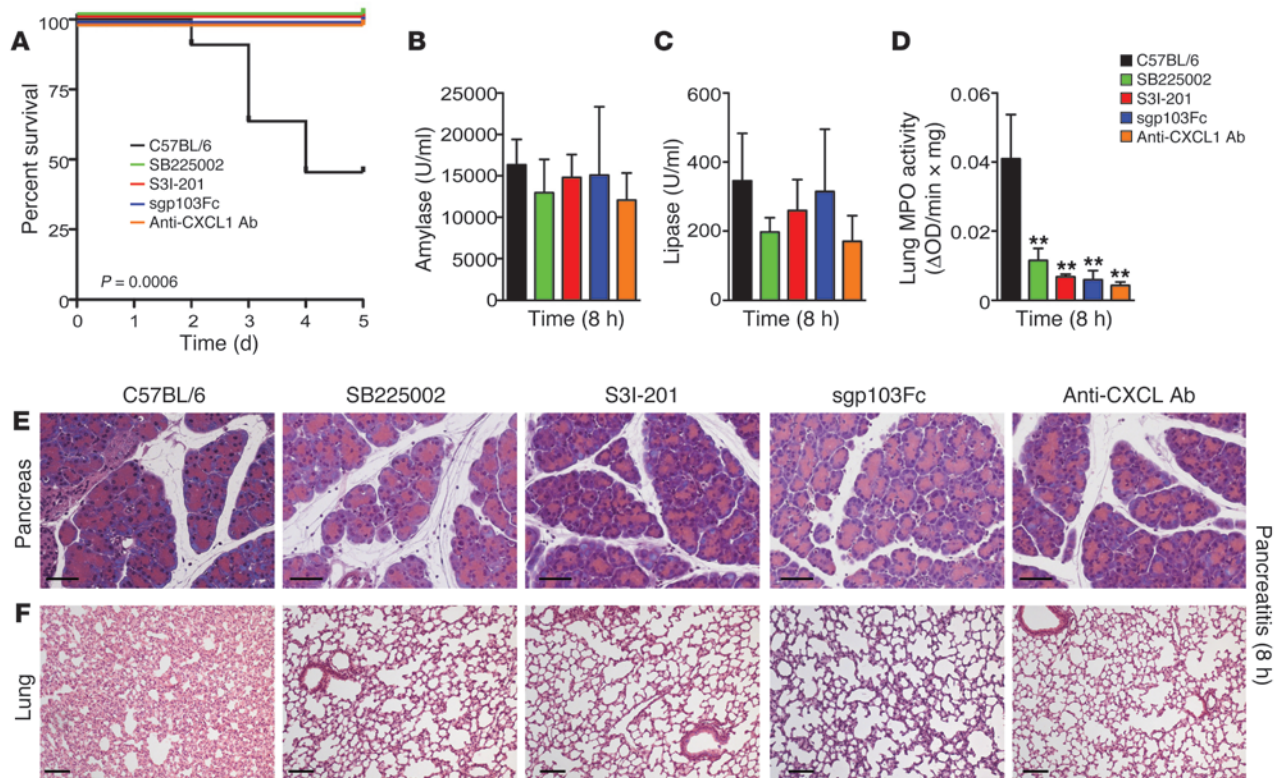 A
Percent survival
100
75
50
25
0
C57BL/6
SB225002
S3I-201
sgp103Fc
Anti-CXCL1 Ab
P = 0.0006
0 1 2 3 4 5
Time (d)
B
Amylase (U/ml)
25000
20000
15000
10000
5000
0
Time (8 h)
C
Lipase (U/ml)
600
400
200
0
Time (8 h)
D
Lung MPO activity
(ΔOD/min × mg)
0.06
0.04
0.02
0
** ** ** **
Time (8 h)
C57BL/6
SB225002
S3I-201
sgp103Fc
Anti-CXCL1 Ab
C57BL/6 SB225002 S3I-201 sgp103Fc Anti-CXCL Ab
E
Pancreas
F
Lung
Pancreatitis (8 h)